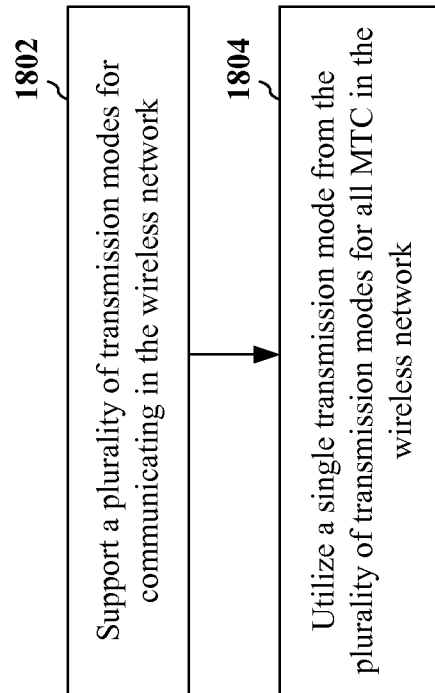 1802
Support a plurality of transmission modes for
communicating in the wireless network
1804
Utilize a single transmission mode from the
plurality of transmission modes for all MTC in the
wireless network